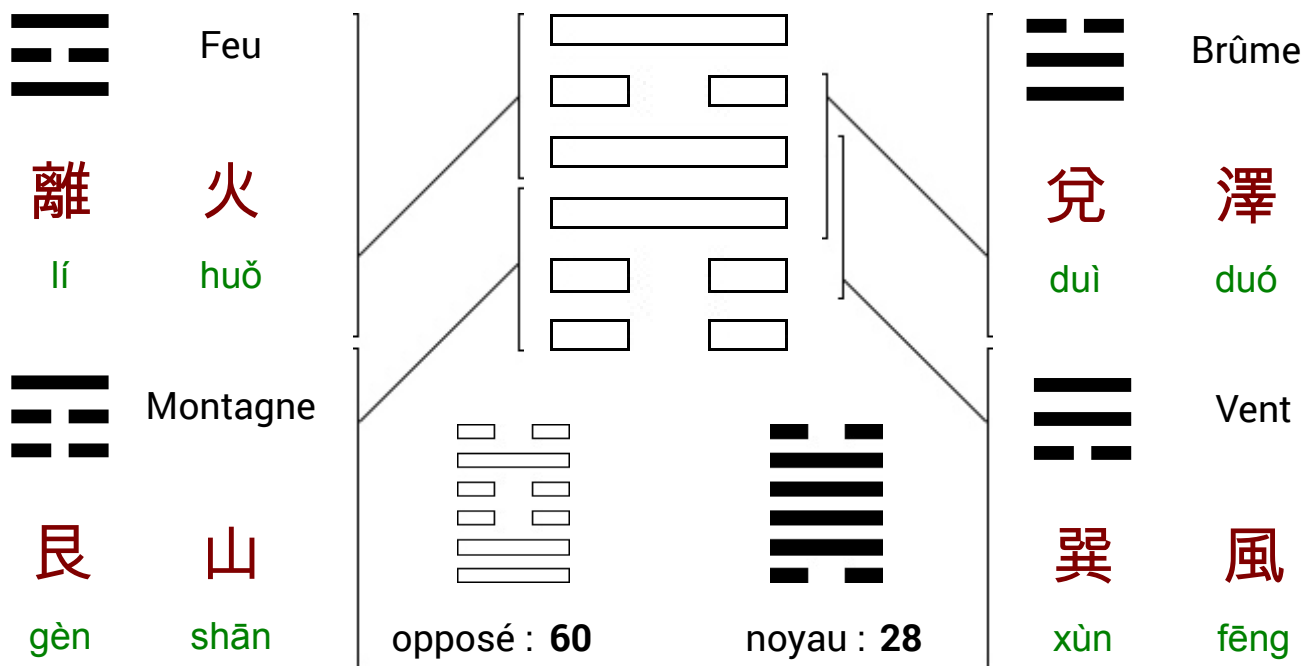 Feu
離 火
lí huǒ
Montagne
艮 山
gèn shān
opposé : 60
noyau : 28
Brûme
兌 澤
duì duó
Vent
巽 風
xùn fēng